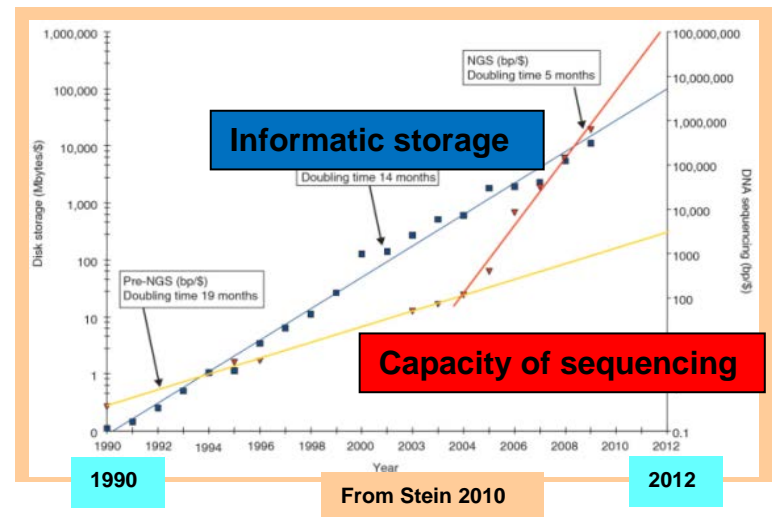 1,000,000
100,000
10,000
1,000
100
10
1
0
Disk storage (Mbytes/$)
100,000,000
10,000,000
1,000,000
100,000
10,000
1000
100
0.1
DNA sequencing (bp/$)
NGS (bp/$)
Doubling time 5 months
Informatic storage
Doubling time 14 months
Pre-NGS (bp/$)
Doubling time 19 months
Capacity of sequencing
1990
1992
1994
1996
1998
2000
2003
2004
2006
2008
2010
2012
Year
1990
From Stein 2010
2012